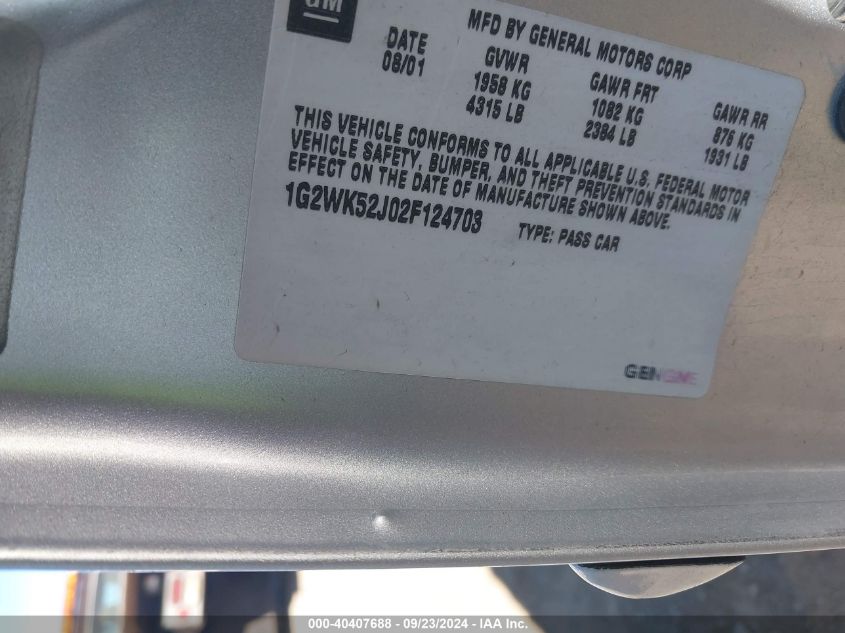 GM
MFD BY GENERAL MOTORS CORP
DATE GVWR GAWR FRT GAWR RR
08/01 1958 KG 1082 KG 876 KG
4315 LB 2384 LB 1931 LB
THIS VEHICLE CONFORMS TO ALL APPLICABLE U.S. FEDERAL MOTOR
VEHICLE SAFETY, BUMPER, AND THEFT PREVENTION STANDARDS IN
EFFECT ON THE DATE OF MANUFACTURE SHOWN ABOVE.
1G2WK52J02F124703 TYPE: PASS CAR
000-40407688 - 09/23/2024 - IAA Inc.